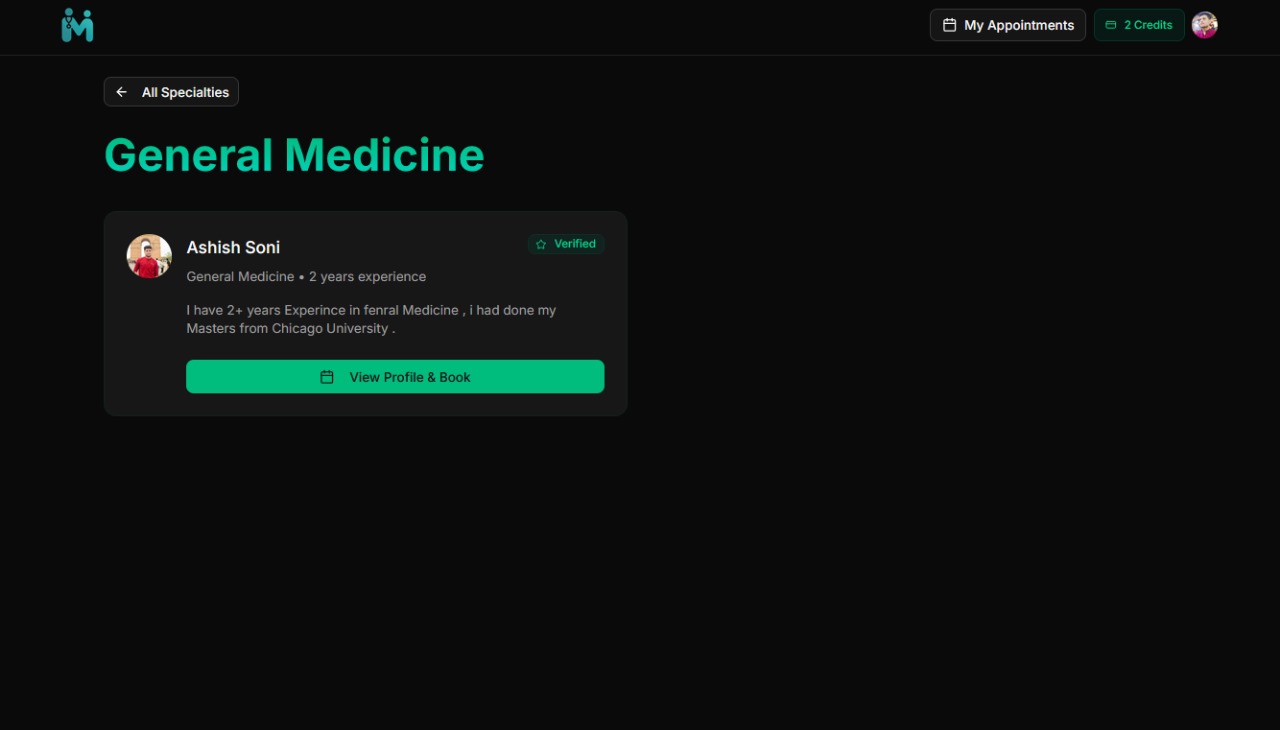 My Appointments
2 Credits
All Specialties
General Medicine
Ashish Soni
Verified
General Medicine • 2 years experience
I have 2+ years Experince in fenral Medicine , i had done my
Masters from Chicago University .
View Profile & Book